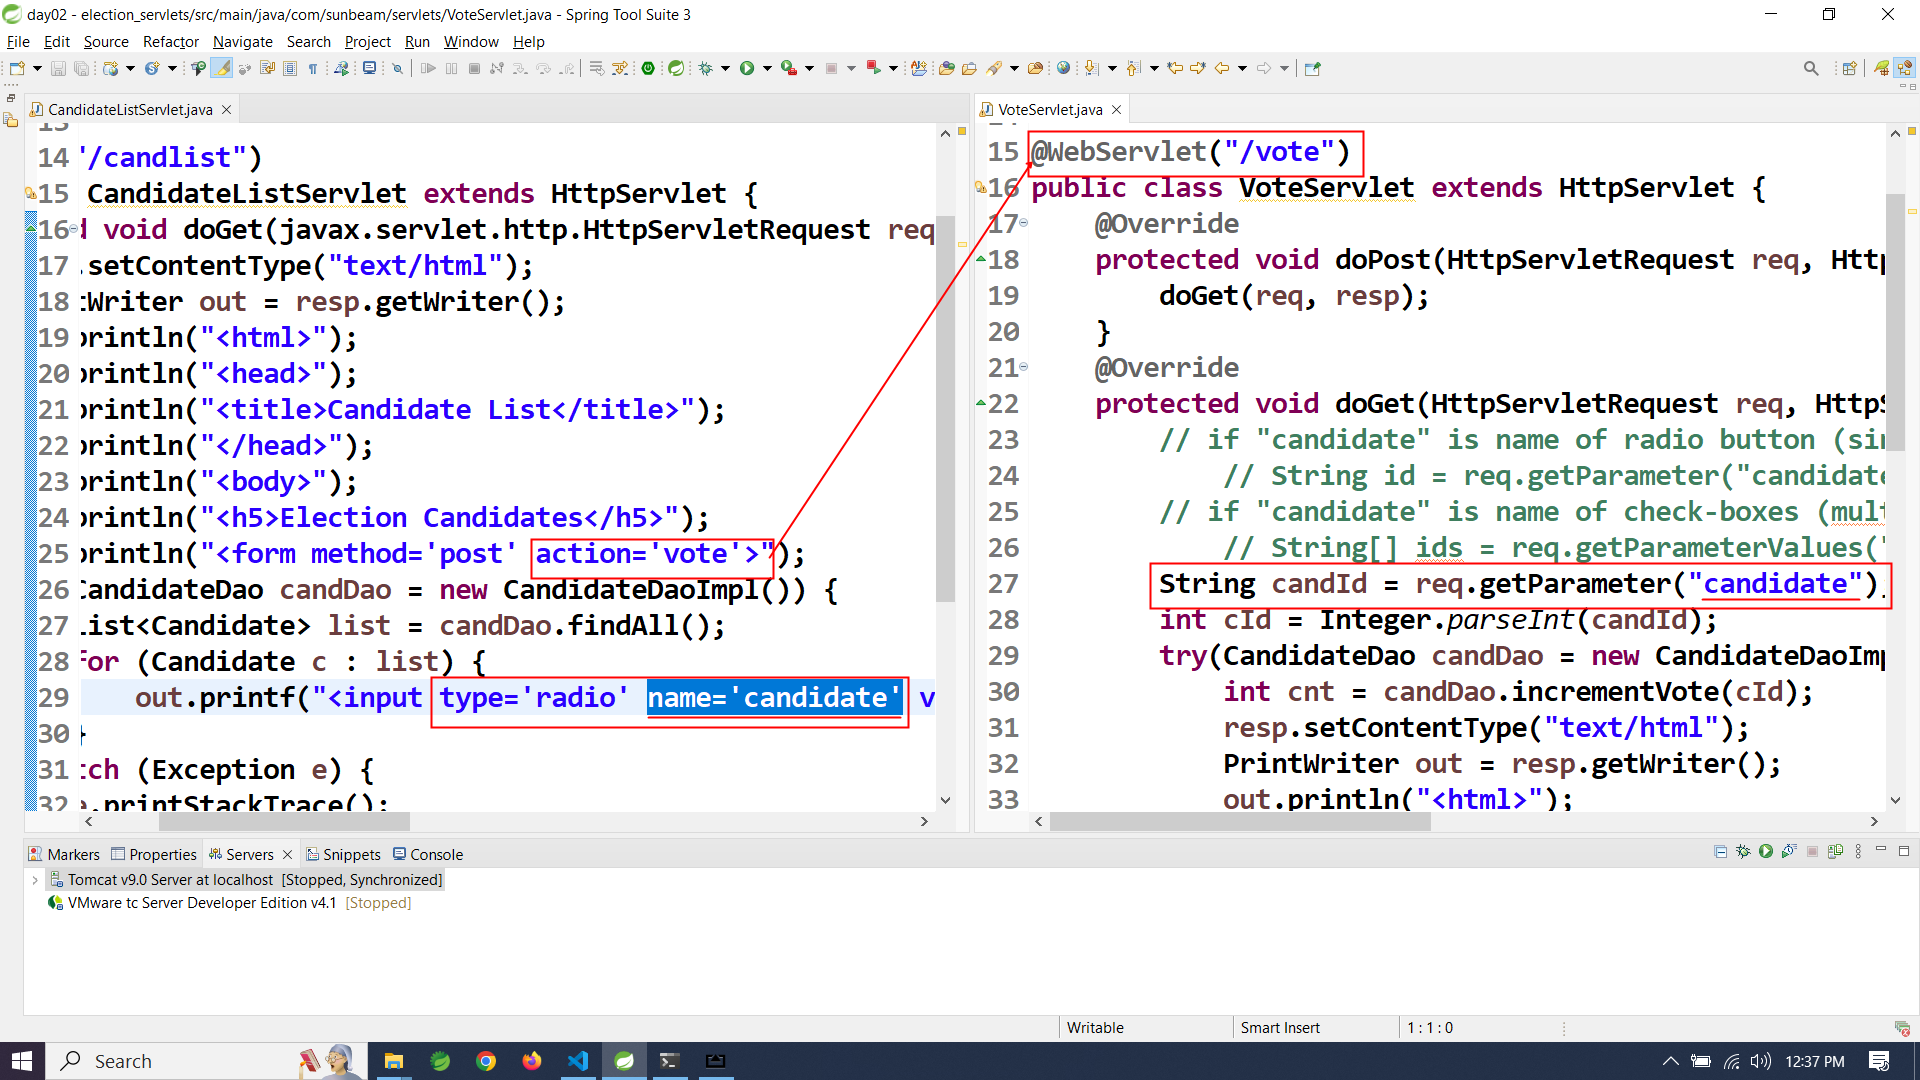 day02 - election_servlets/src/main/java/com/sunbeam/servlets/VoteServlet.java - Spring Tool Suite 3
File Edit Source Refactor Navigate Search Project Run Window Help
CandidateListServlet.java
14 "/candlist")
15 CandidateListServlet extends HttpServlet {
16 d void doGet(javax.servlet.http.HttpServletRequest req
17 .setContentType("text/html");
18 tWriter out = resp.getWriter();
19 println("<html>");
20 println("<head>");
21 println("<title>Candidate List</title>");
22 println("</head>");
23 println("<body>");
24 println("<h5>Election Candidates</h5>");
25 println("<form method='post' action='vote'>");
26 CandidateDao candDao = new CandidateDaoImpl()) {
27 List<Candidate> list = candDao.findAll();
28 for (Candidate c : list) {
29 out.printf("<input type='radio' name='candidate' v
30 }
31 tch (Exception e) {
32 e.printStackTrace();
VoteServlet.java
15 @WebServlet("/vote")
16 public class VoteServlet extends HttpServlet {
17 @Override
18 protected void doPost(HttpServletRequest req, Http
19 doGet(req, resp);
20 }
21 @Override
22 protected void doGet(HttpServletRequest req, HttpS
23 // if "candidate" is name of radio button (sin
24 // String id = req.getParameter("candidate
25 // if "candidate" is name of check-boxes (mult
26 // String[] ids = req.getParameterValues("
27 String candId = req.getParameter("candidate");
28 int cId = Integer.parseInt(candId);
29 try(CandidateDao candDao = new CandidateDaoImp
30 int cnt = candDao.incrementVote(cId);
31 resp.setContentType("text/html");
32 PrintWriter out = resp.getWriter();
33 out.println("<html>");
Markers Properties Servers Snippets Console
Tomcat v9.0 Server at localhost [Stopped, Synchronized]
VMware tc Server Developer Edition v4.1 [Stopped]
Writable Smart Insert 1 : 1 : 0
Search
12:37 PM